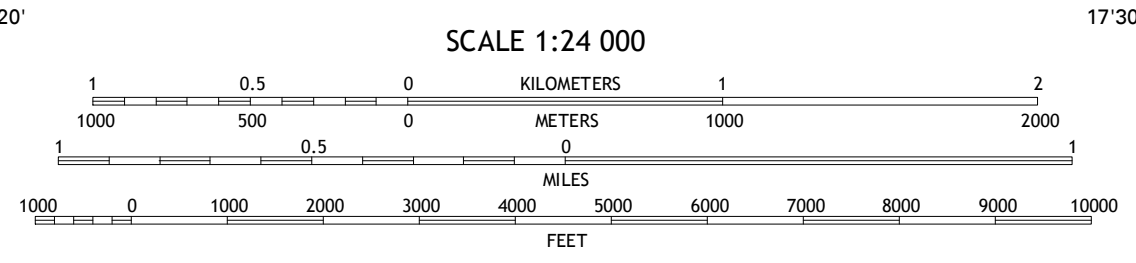 20' 17'30
SCALE 1:24 000
1 0.5 0 KILOMETERS 1 2
1000 500 0 METERS 1000 2000
1 0.5 0 1
MILES
1000 0 1000 2000 3000 4000 5000 6000 7000 8000 9000 10000
FEET